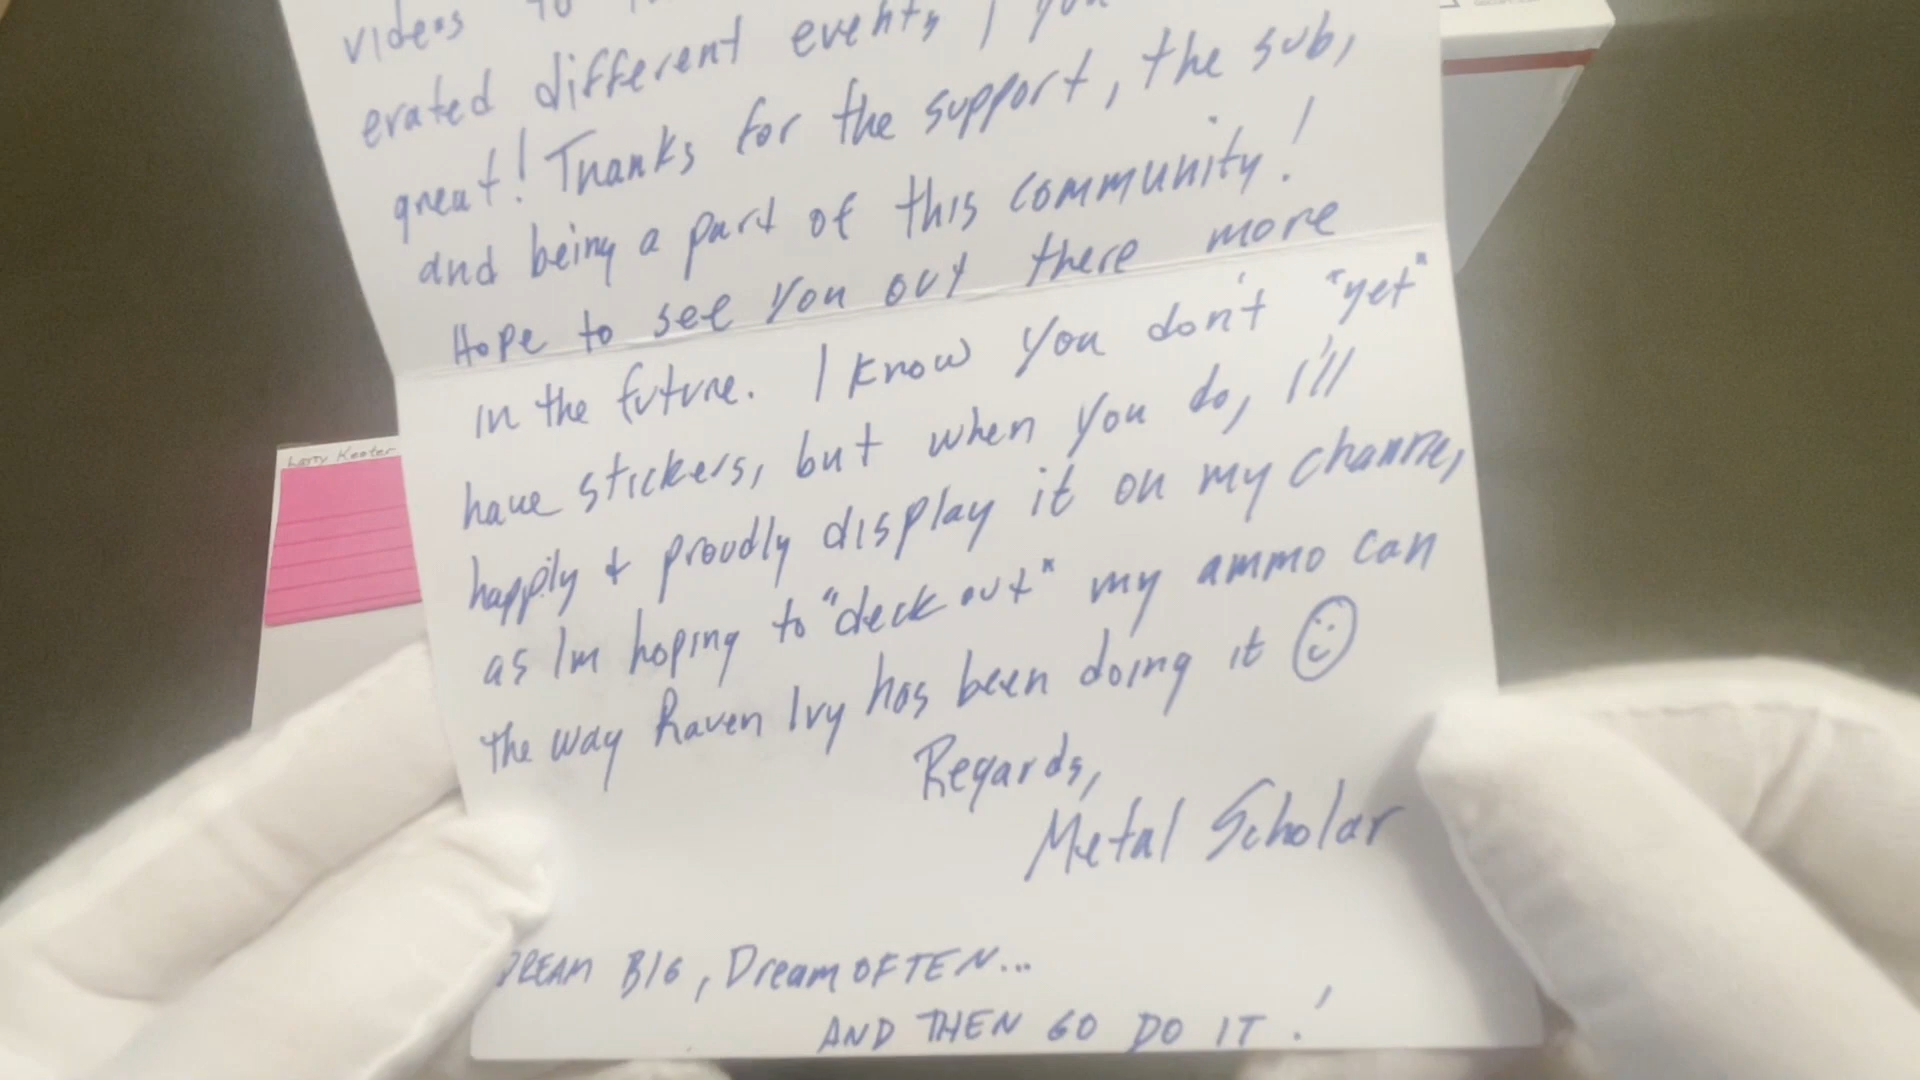 videos to
erated different events, you
great! Thanks for the support, the sub,
and being a part of this community!
Hope to see you out there more
in the future. I know you don't "yet"
have stickers, but when you do, I'll
happily & proudly display it on my channel,
as Im hoping to "deck out" my ammo can
the way Raven Ivy has been doing it
Regards,
Metal Scholar
DREAM BIG, Dream OFTEN...
AND THEN GO DO IT!
Larry Keeter